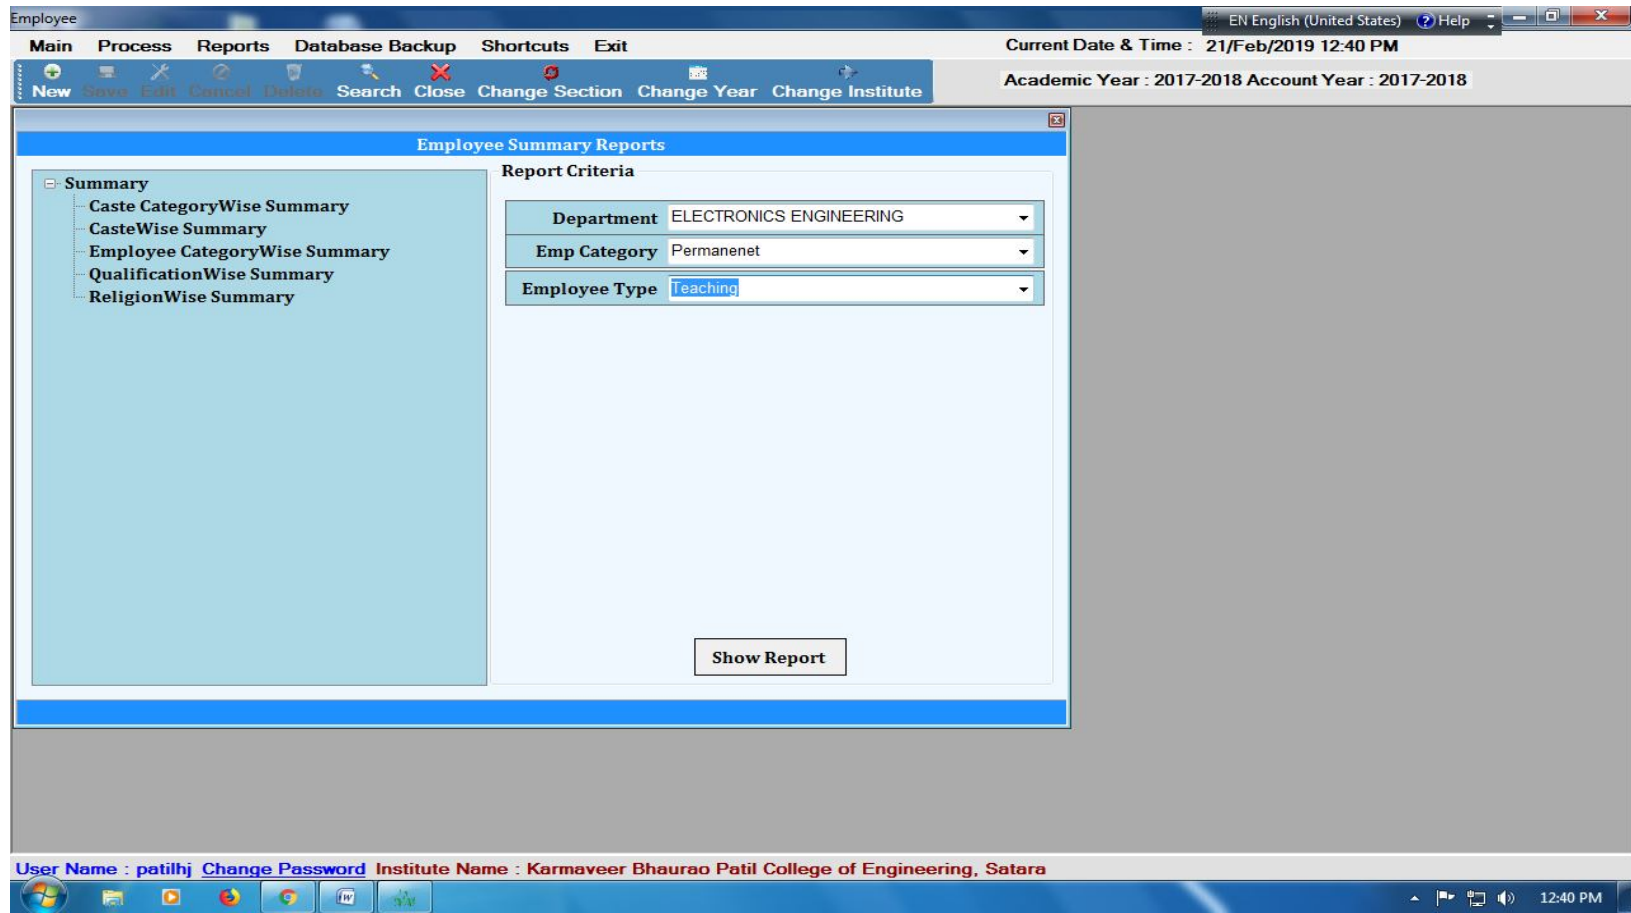 Employee
EN English (United States) Help
Main Process Reports Database Backup Shortcuts Exit
Current Date & Time : 21/Feb/2019 12:40 PM
New Save Edit Cancel Delete Search Close Change Section Change Year Change Institute
Academic Year : 2017-2018 Account Year : 2017-2018
Employee Summary Reports
Summary
Caste CategoryWise Summary
CasteWise Summary
Employee CategoryWise Summary
QualificationWise Summary
ReligionWise Summary
Report Criteria
Department ELECTRONICS ENGINEERING
Emp Category Permanenet
Employee Type Teaching
Show Report
User Name : patilhj Change Password Institute Name : Karmaveer Bhaurao Patil College of Engineering, Satara
12:40 PM